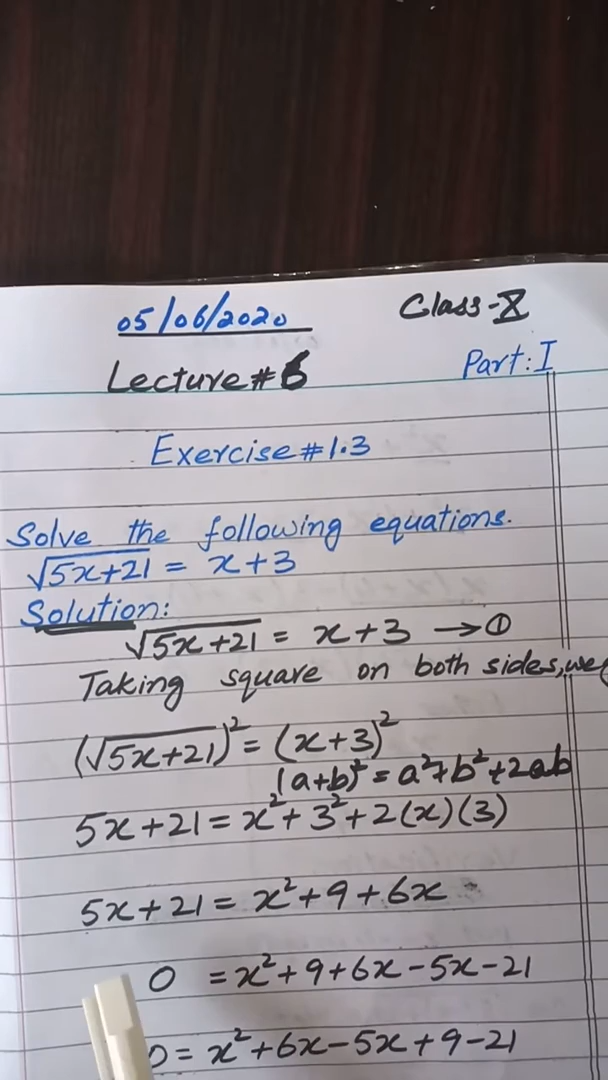 05/06/2020
Class-X
Lecture#6
Part:I
Exercise#1.3
Solve the following equations.
√5x+21 = x+3
Solution:
√5x+21 = x+3 →①
Taking square on both sides,we
(√5x+21)² = (x+3)²
(a+b)² = a²+b²+2ab
5x+21 = x²+3²+2(x)(3)
5x+21 = x²+9+6x
0 = x²+9+6x-5x-21
0 = x²+6x-5x+9-21